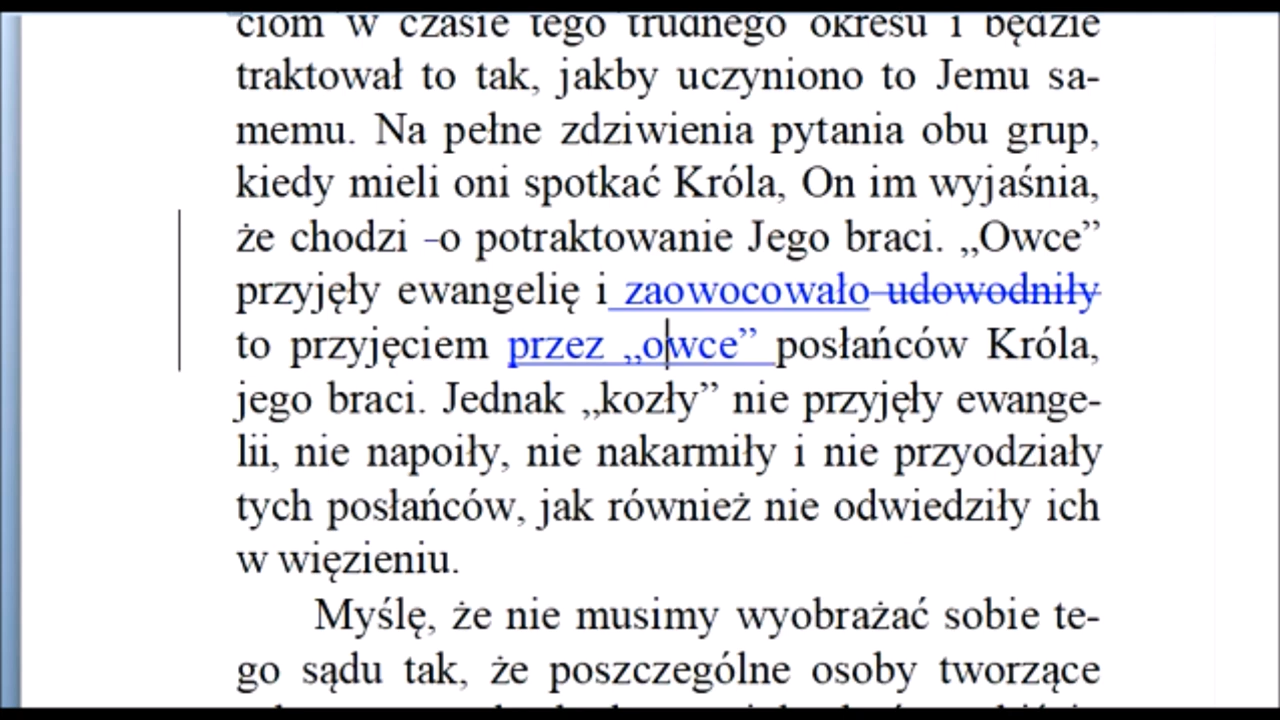 ciom w czasie tego trudnego okresu i będzie
traktował to tak, jakby uczyniono to Jemu sa-
memu. Na pełne zdziwienia pytania obu grup,
kiedy mieli oni spotkać Króla, On im wyjaśnia,
że chodzi -o potraktowanie Jego braci. „Owce”
przyjęły ewangelię i zaowocowało udowodniły
to przyjęciem przez „owce” posłańców Króla,
jego braci. Jednak „kozły” nie przyjęły ewange-
lii, nie napoiły, nie nakarmiły i nie przyodziały
tych posłańców, jak również nie odwiedziły ich
w więzieniu.
Myślę, że nie musimy wyobrażać sobie te-
go sądu tak, że poszczególne osoby tworzące